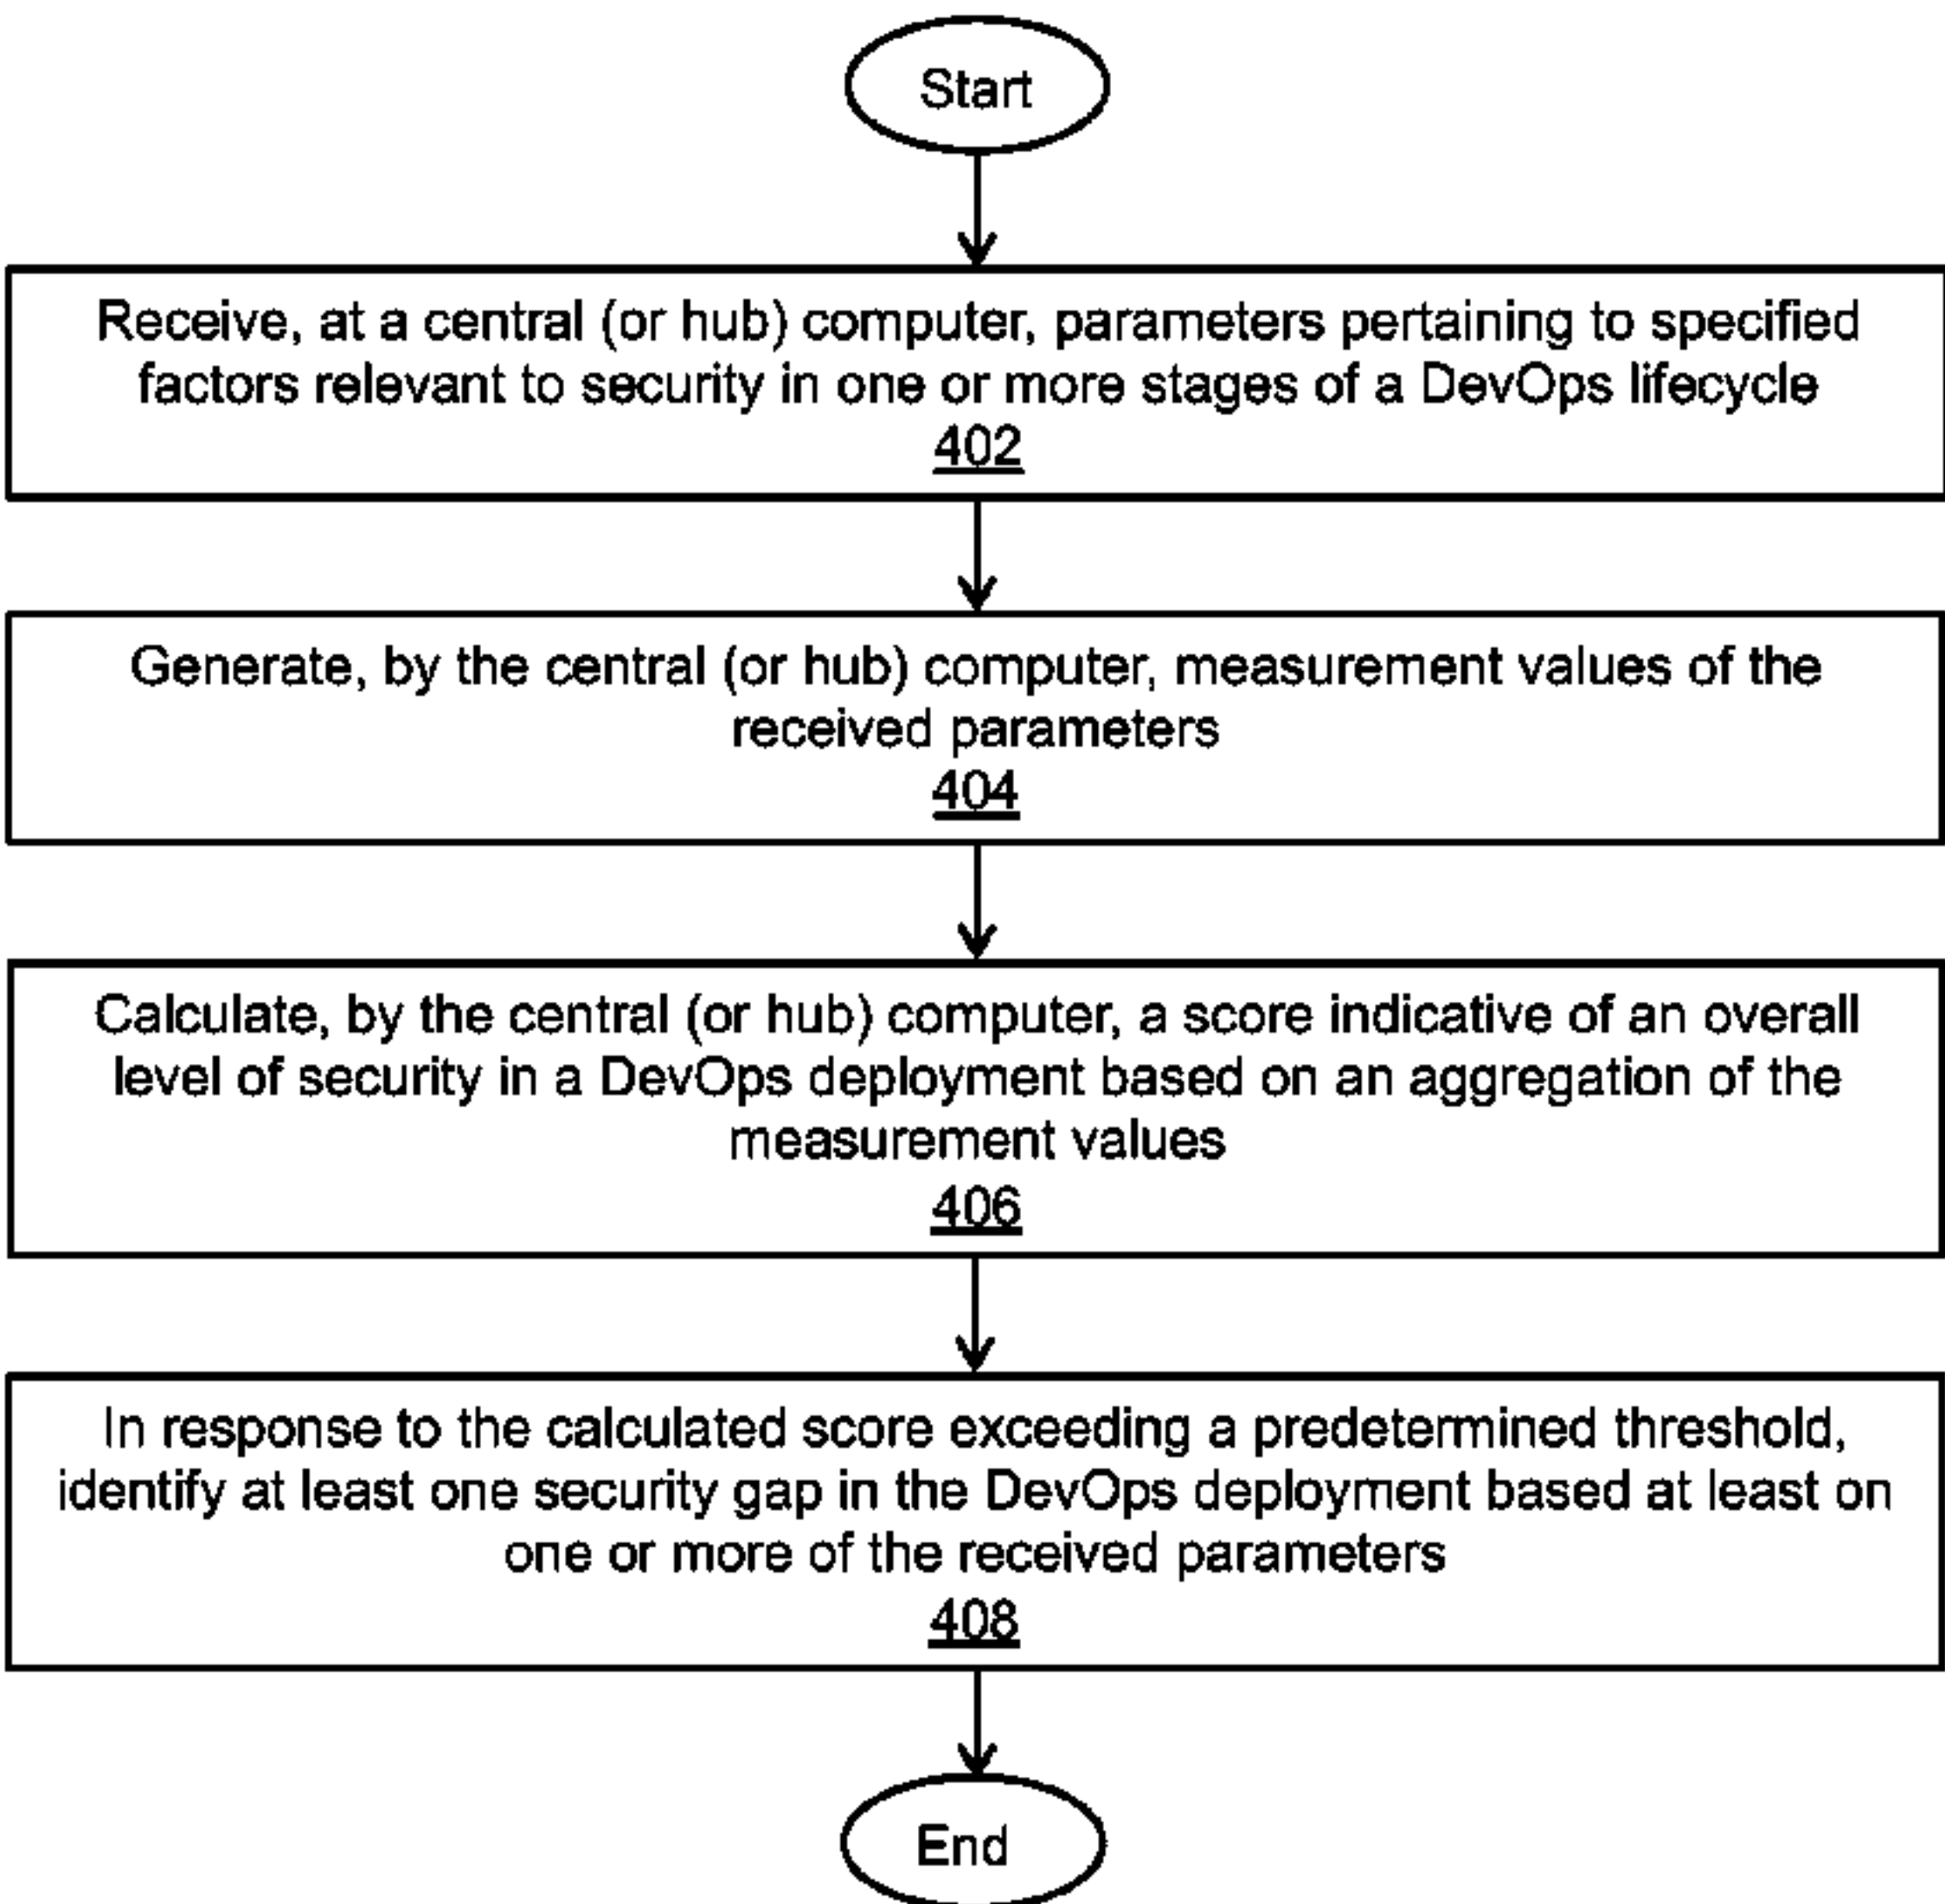 Start
Receive, at a central (or hub) computer, parameters pertaining to specified
factors relevant to security in one or more stages of a DevOps lifecycle
402
Generate, by the central (or hub) computer, measurement values of the
received parameters
404
Calculate, by the central (or hub) computer, a score indicative of an overall
level of security in a DevOps deployment based on an aggregation of the
measurement values
406
In response to the calculated score exceeding a predetermined threshold,
identify at least one security gap in the DevOps deployment based at least on
one or more of the received parameters
408
End